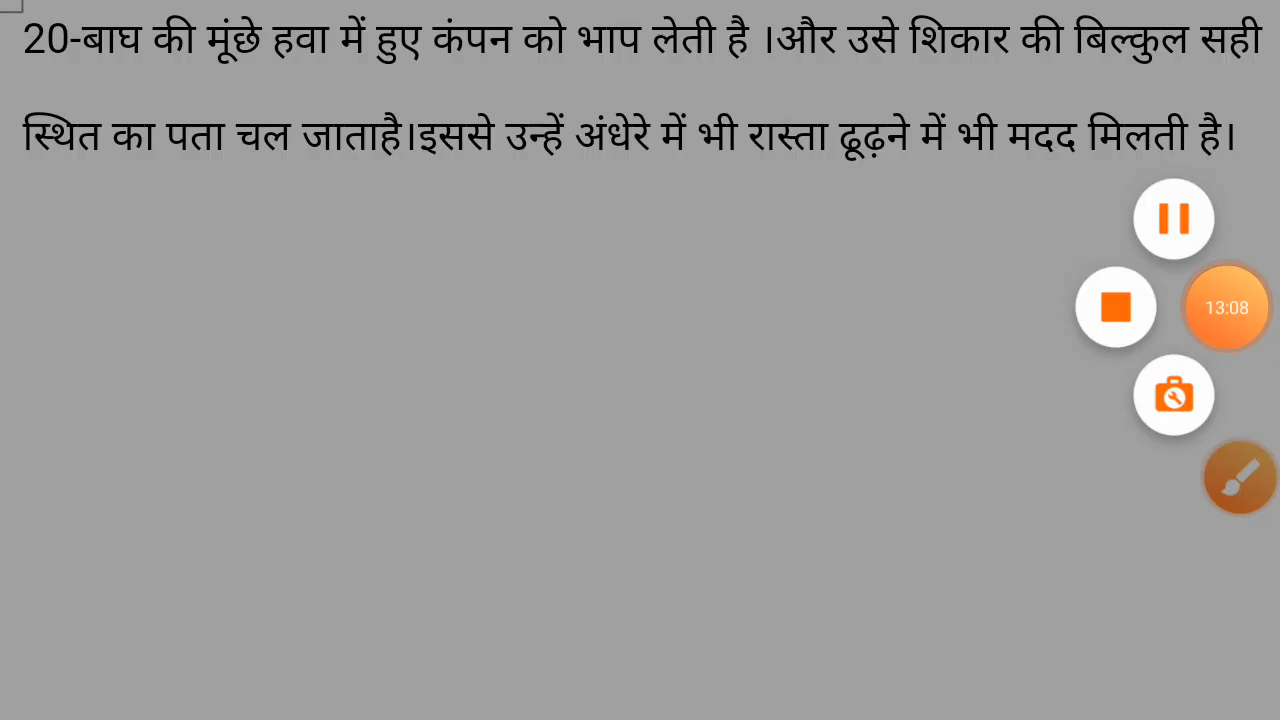 20-बाघ की मूंछे हवा में हुए कंपन को भाप लेती है ।और उसे शिकार की बिल्कुल सही
स्थित का पता चल जाताहै।इससे उन्हें अंधेरे में भी रास्ता ढूढ़ने में भी मदद मिलती है।
13:08